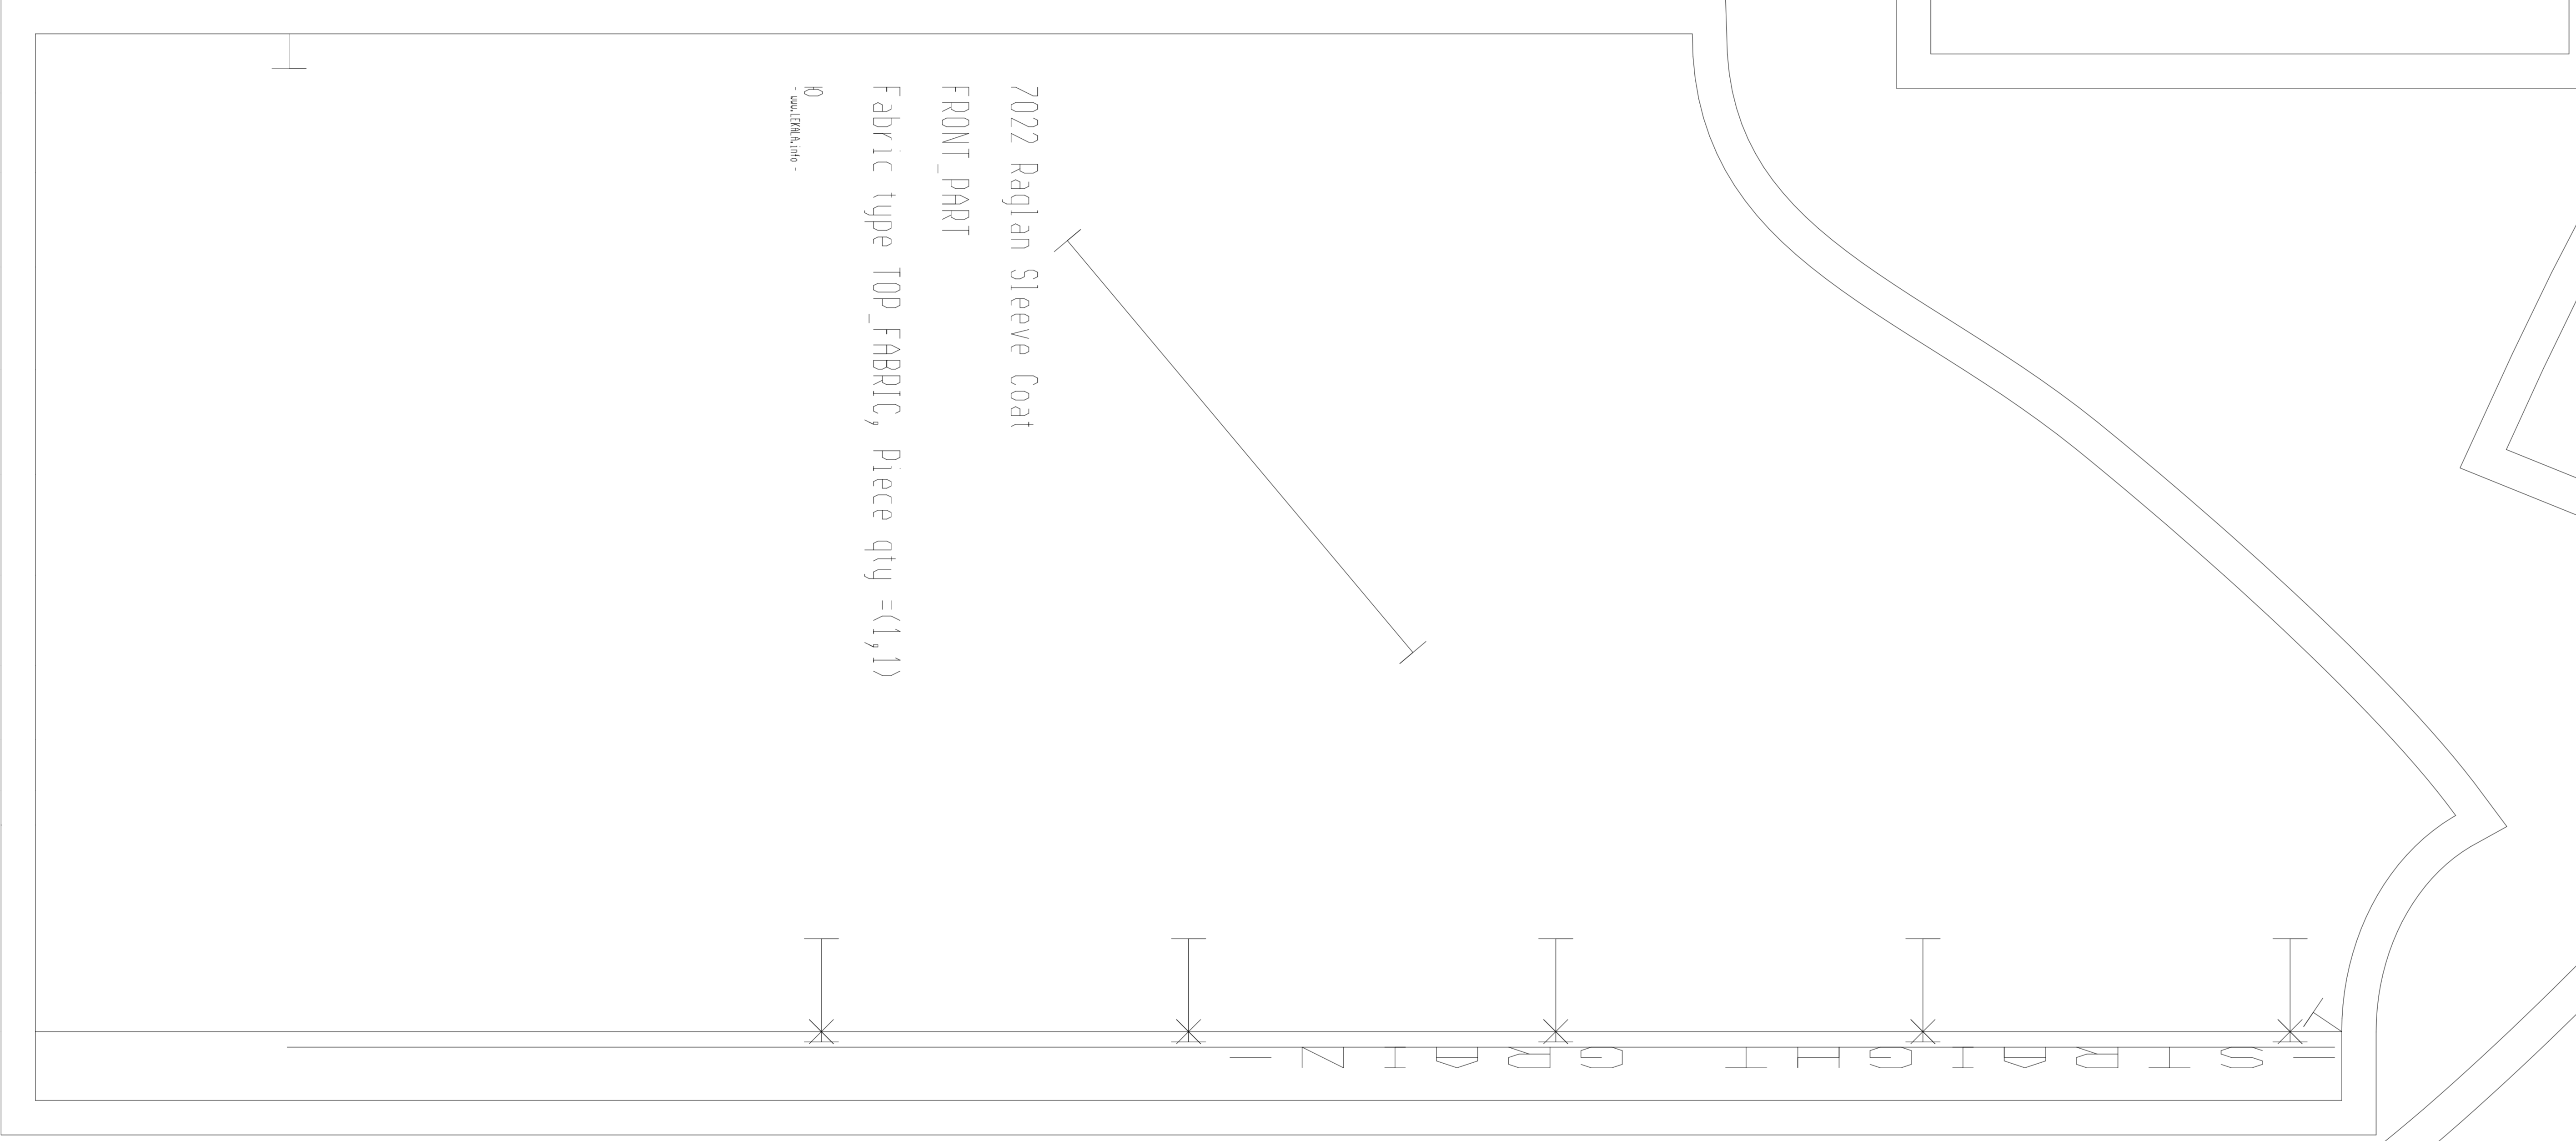 7022 Raglan Sleeve Coat
FRONT_PART
Fabric type TOP_FABRIC, Piece qty =(1,1)
- www.LEKALA.info -
-STRAIGHT GRAIN-